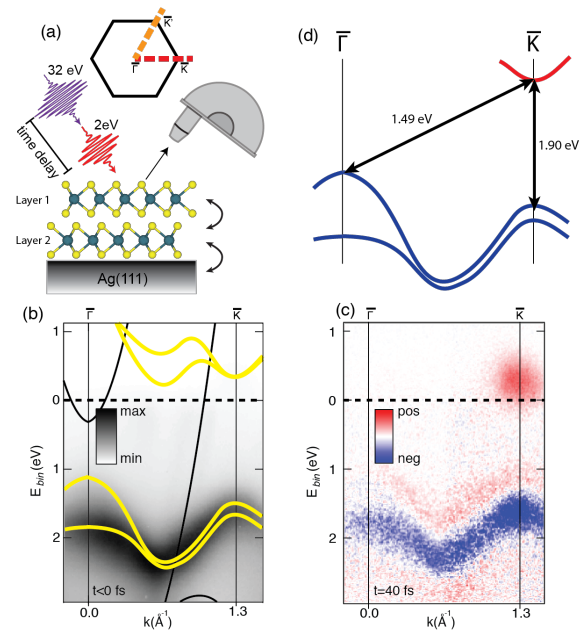 (a)
K̅'
Γ̅
K̅
32 eV
2eV
time delay
Layer 1
Layer 2
Ag(111)
(d)
Γ̅
K̅
1.49 eV
1.90 eV
(b)
Γ̅
K̅
1
0
1
2
E bin (eV)
max
min
t<0 fs
0.0
1.3
k(Å⁻¹)
(c)
Γ̅
K̅
1
0
1
2
E bin (eV)
pos
neg
t=40 fs
0.0
1.3
k(Å⁻¹)